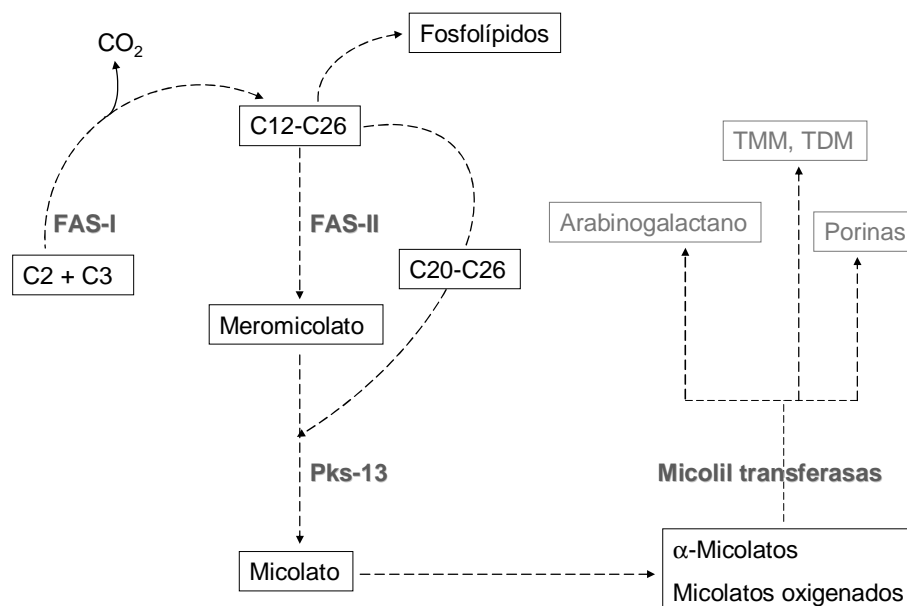 CO₂
Fosfolípidos
C12-C26
TMM, TDM
FAS-I
FAS-II
Arabinogalactano
Porinas
C2 + C3
C20-C26
Meromicolato
Pks-13
Micolil transferasas
Micolato
α-Micolatos
Micolatos oxigenados